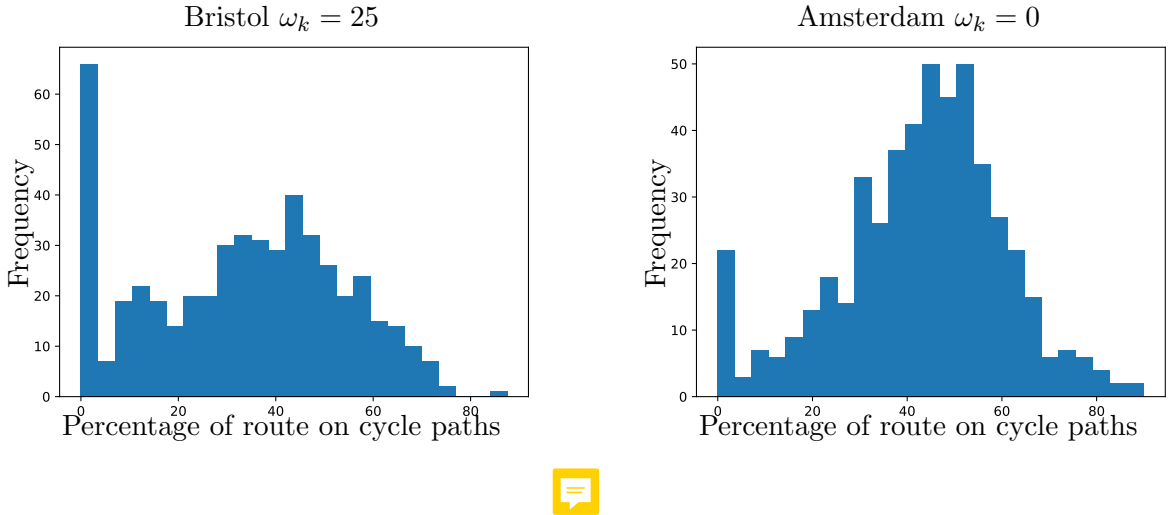 Bristol ω_k = 25
Frequency
60
50
40
30
20
10
0
0 20 40 60 80
Percentage of route on cycle paths
Amsterdam ω_k = 0
Frequency
50
40
30
20
10
0
0 20 40 60 80
Percentage of route on cycle paths